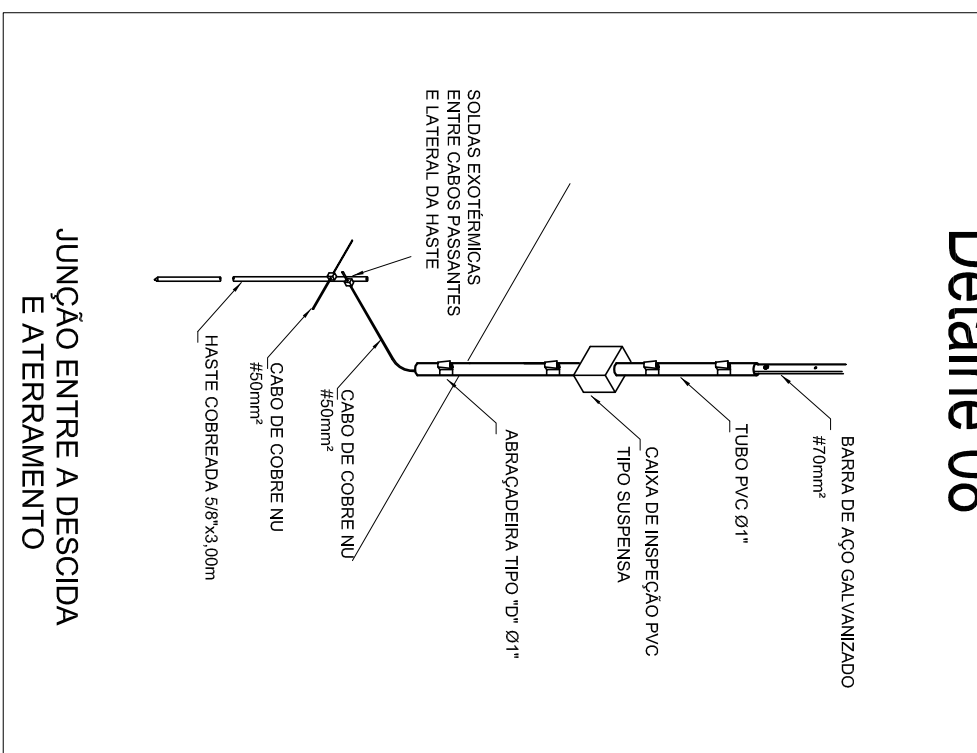 Detalhe 06
BARRA DE AÇO GALVANIZADO
#70mm²
TUBO PVC Ø1"
CAIXA DE INSPEÇÃO PVC
TIPO SUSPENSA
ABRAÇADEIRA TIPO "D" Ø1"
SOLDAS EXOTÉRMICAS
ENTRE CABOS PASSANTES
E LATERAL DA HASTE
CABO DE COBRE NU
#50mm²
CABO DE COBRE NU
#50mm²
HASTE COBREADA 5/8"x3,00m
JUNÇÃO ENTRE A DESCIDA
E ATERRAMENTO